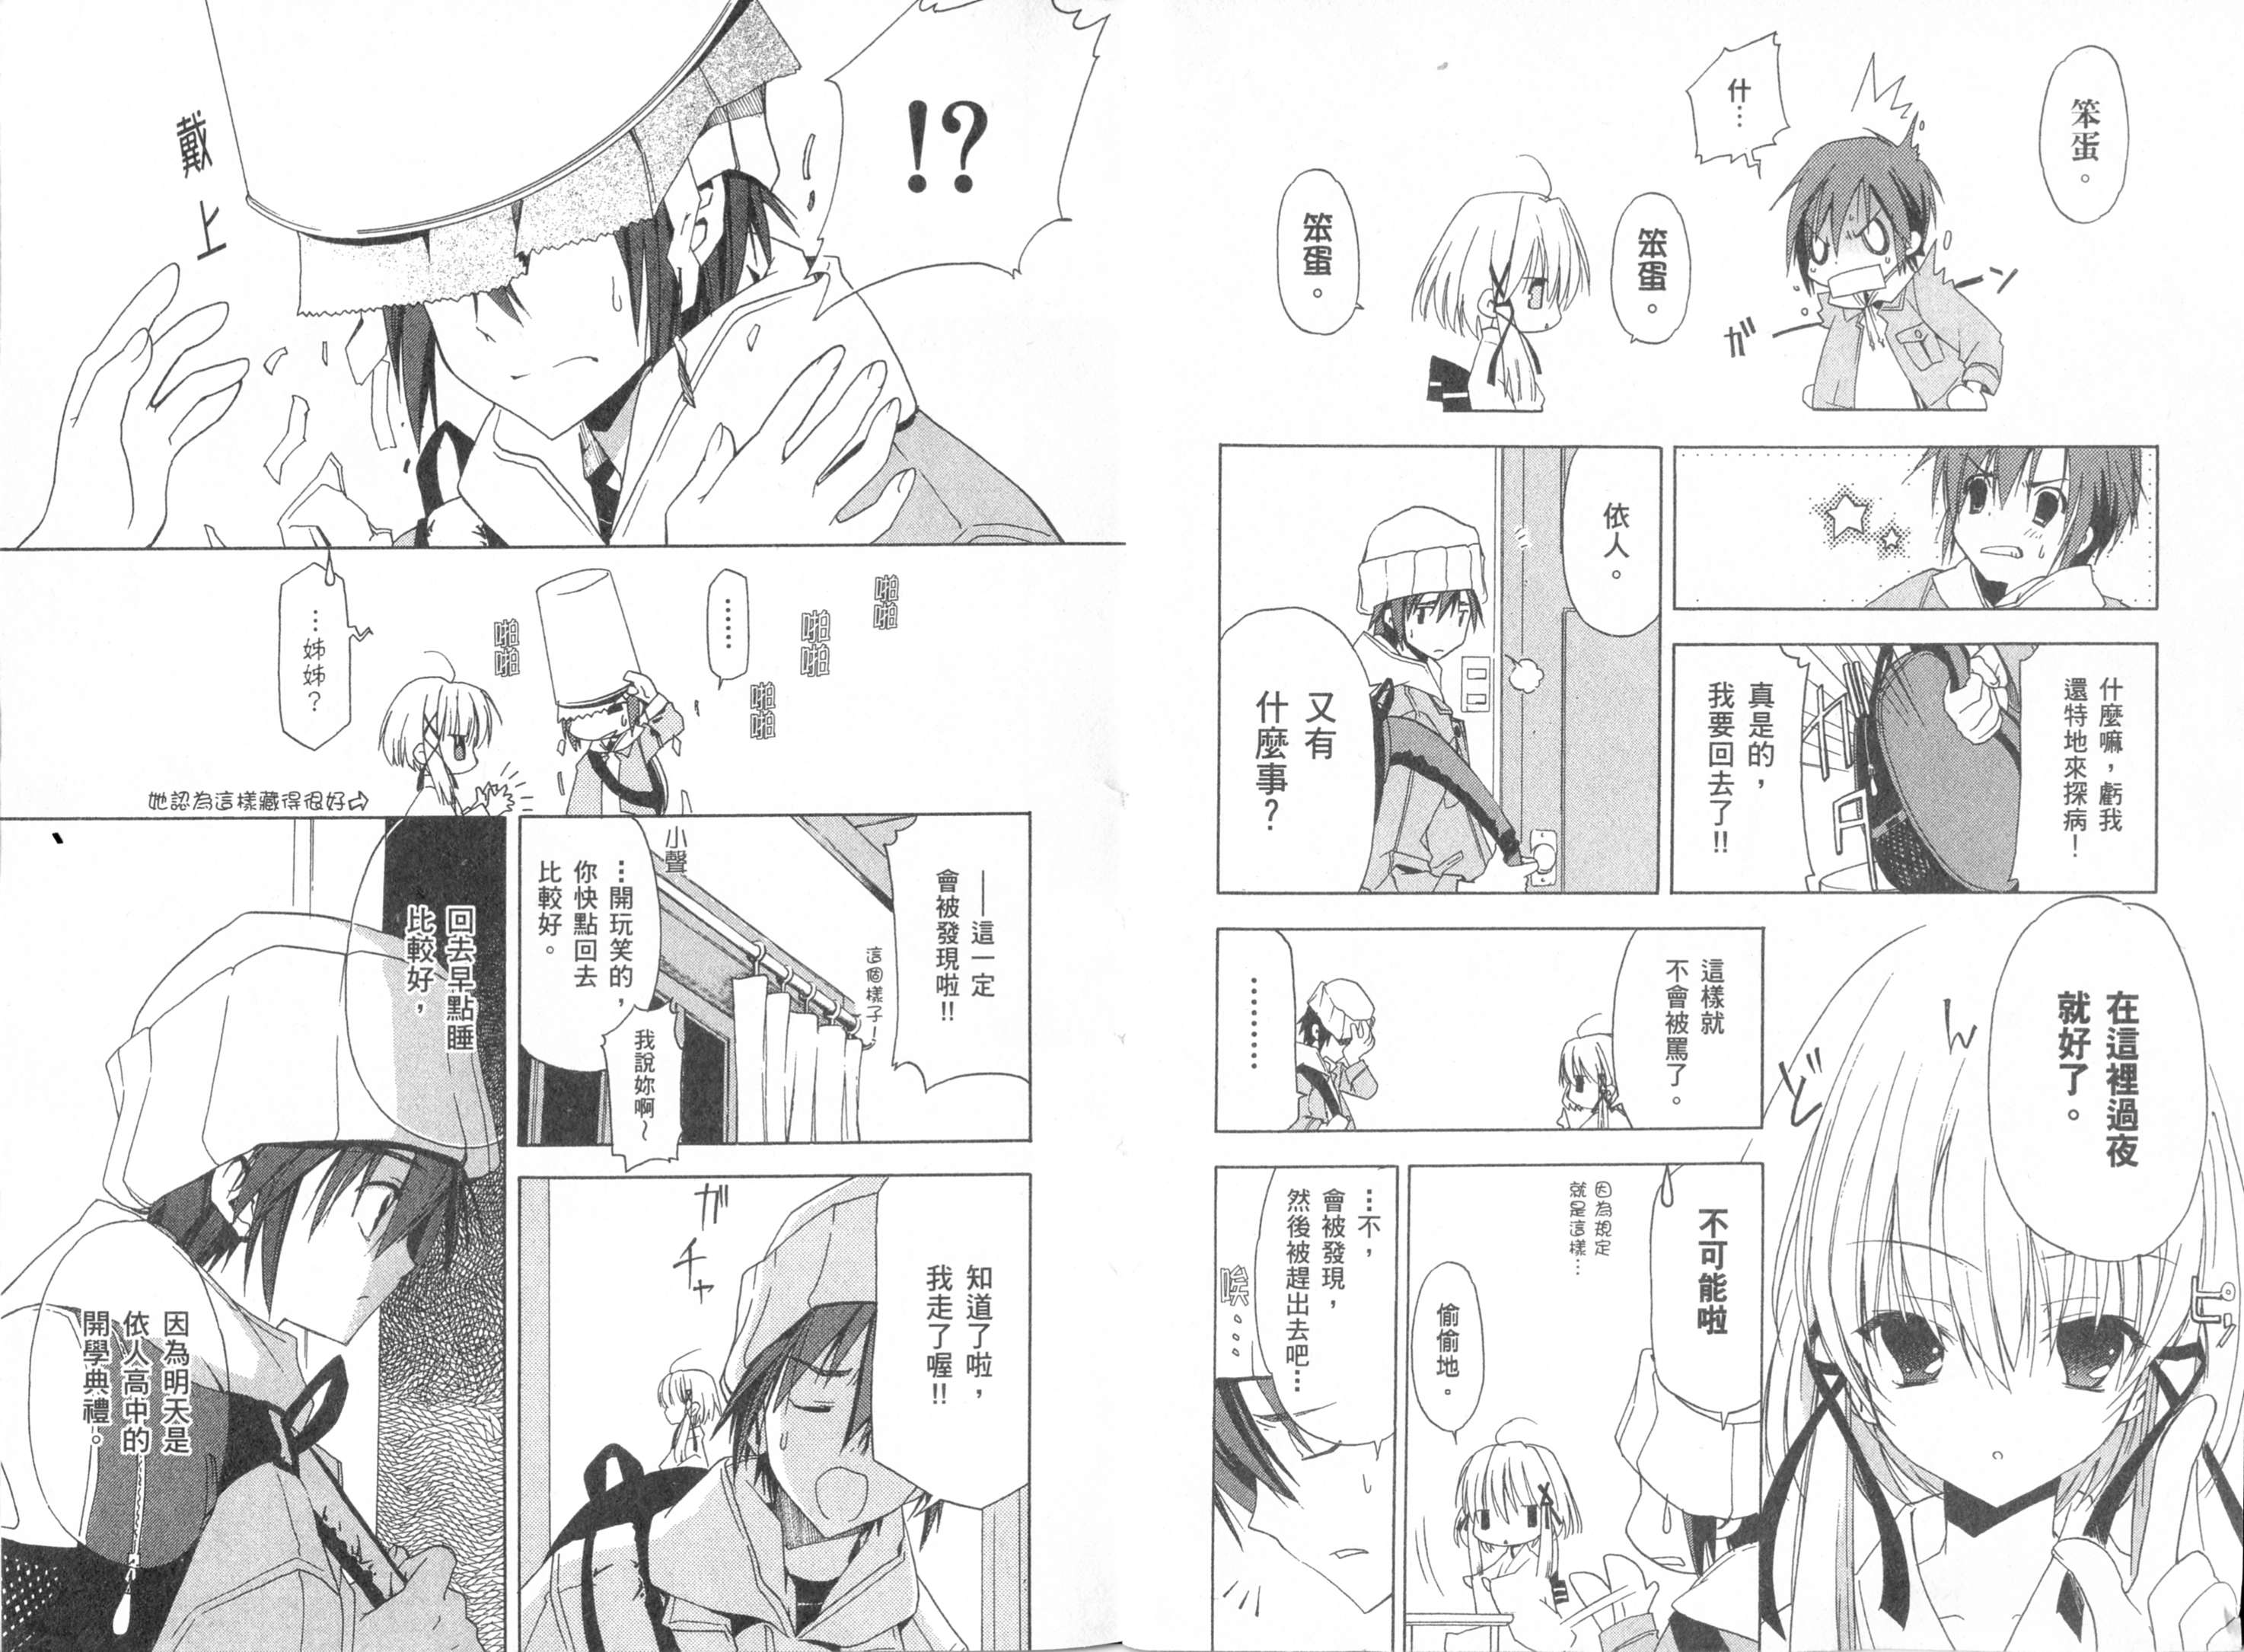 笨蛋。
什…
笨蛋。
笨蛋。
ガ
ーン
什麼嘛，虧我
還特地來探病！
真是的，
我要回去了!!
依人。
又有
什麼事？
在這裡過夜
就好了。
ど
這樣就
不會被罵了。
………
不可能啦
因為規定
就是這樣…
偷偷地。
…不，
會被發現，
然後被趕出去吧…
唉…
!?
戴上
啪啪
啪啪
啪啪
……
啪啪
…姊姊？
她認為這樣藏得很好⇨
——這一定
會被發現啦!!
這個樣子！
小聲
…開玩笑的，
你快點回去
比較好。
我說妳啊～
知道了啦，
我走了喔!!
ガチャ
回去早點睡
比較好，
因為明天是
依人高中的
開學典禮。